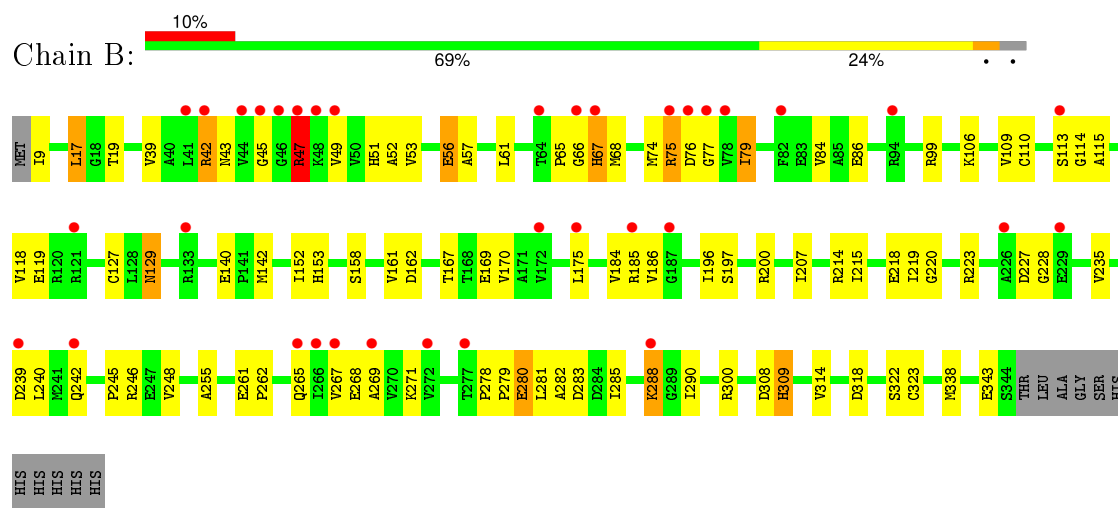 10%
Chain B:
69% 24% • •
MET I9 L17 G18 T19 V39 A40 L41 R42 N43 V44 G45 G46 R47 K48 V49 V50 H51 A52 V53 E56 A57 L61 T64 P65 G66 H67 M68 M74 R75 D76 G77 V78 I79 F82 E83 V84 A85 E86 R94 R99 K106 V109 C110 S113 G114 A115
V118 E119 R120 R121 C127 L128 N129 R133 E140 P141 M142 I152 H153 S158 V161 D162 T167 T168 E169 V170 A171 V172 L175 V184 R185 V186 G187 I196 S197 R200 I207 R214 I215 E218 I219 G220 R223 A226 D227 G228 E229 V235
D239 L240 M241 Q242 P245 R246 E247 V248 A255 E261 P262 Q265 I266 V267 E268 A269 V270 K271 V272 T277 P278 P279 E280 L281 A282 D283 D284 I285 K288 G289 I290 R300 D308 H309 V314 D318 S322 C323 M338 E343 S344 THR LEU ALA GLY SER HIS
HIS HIS HIS HIS HIS